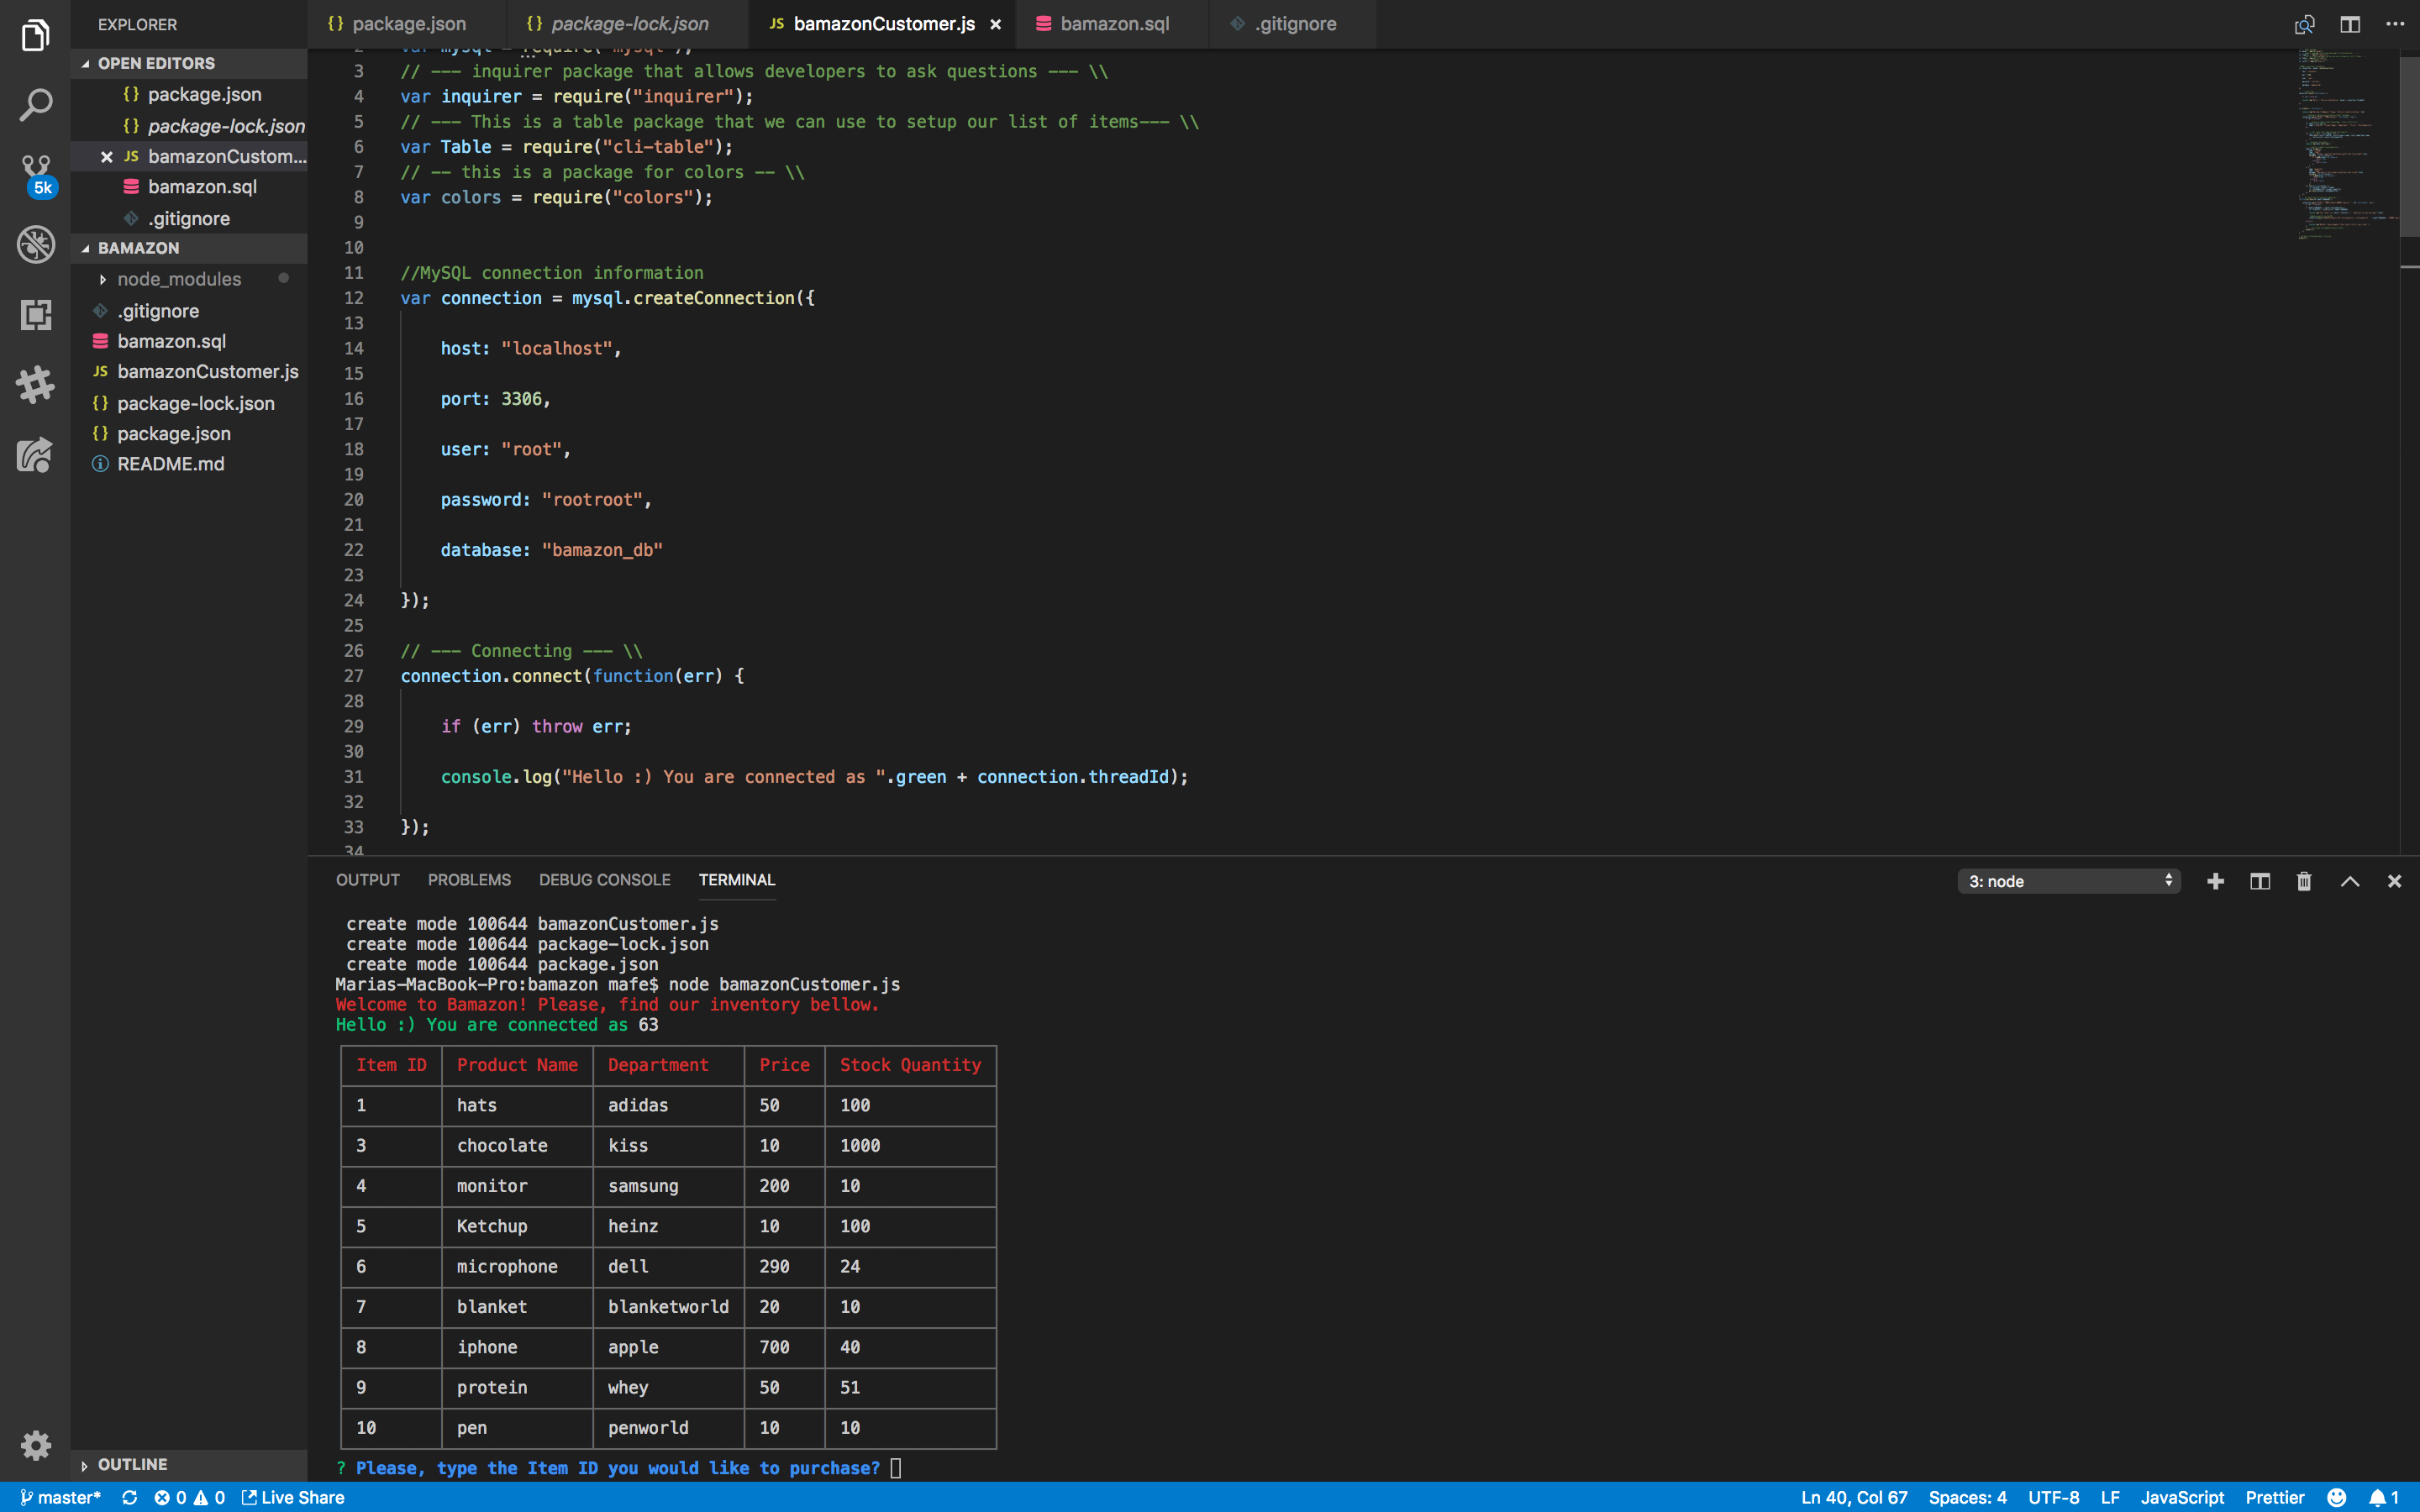 EXPLORER
{} package.json
{} package-lock.json
JS bamazonCustomer.js ×
bamazon.sql
.gitignore
OPEN EDITORS
{} package.json
{} package-lock.json
× JS bamazonCustom...
bamazon.sql
.gitignore
BAMAZON
node_modules
.gitignore
bamazon.sql
JS bamazonCustomer.js
{} package-lock.json
{} package.json
README.md
OUTLINE
5k
2 var mysql = require("mysql");
3 // --- inquirer package that allows developers to ask questions --- \\
4 var inquirer = require("inquirer");
5 // --- This is a table package that we can use to setup our list of items--- \\
6 var Table = require("cli-table");
7 // -- this is a package for colors -- \\
8 var colors = require("colors");
9
10
11 //MySQL connection information
12 var connection = mysql.createConnection({
13
14 host: "localhost",
15
16 port: 3306,
17
18 user: "root",
19
20 password: "rootroot",
21
22 database: "bamazon_db"
23
24 });
25
26 // --- Connecting --- \\
27 connection.connect(function(err) {
28
29 if (err) throw err;
30
31 console.log("Hello :) You are connected as ".green + connection.threadId);
32
33 });
34
OUTPUT PROBLEMS DEBUG CONSOLE TERMINAL
3: node
create mode 100644 bamazonCustomer.js
create mode 100644 package-lock.json
create mode 100644 package.json
Marias-MacBook-Pro:bamazon mafe$ node bamazonCustomer.js
Welcome to Bamazon! Please, find our inventory bellow.
Hello :) You are connected as 63
Item ID Product Name Department Price Stock Quantity
1 hats adidas 50 100
3 chocolate kiss 10 1000
4 monitor samsung 200 10
5 Ketchup heinz 10 100
6 microphone dell 290 24
7 blanket blanketworld 20 10
8 iphone apple 700 40
9 protein whey 50 51
10 pen penworld 10 10
? Please, type the Item ID you would like to purchase?
master* 0 0 Live Share Ln 40, Col 67 Spaces: 4 UTF-8 LF JavaScript Prettier 1